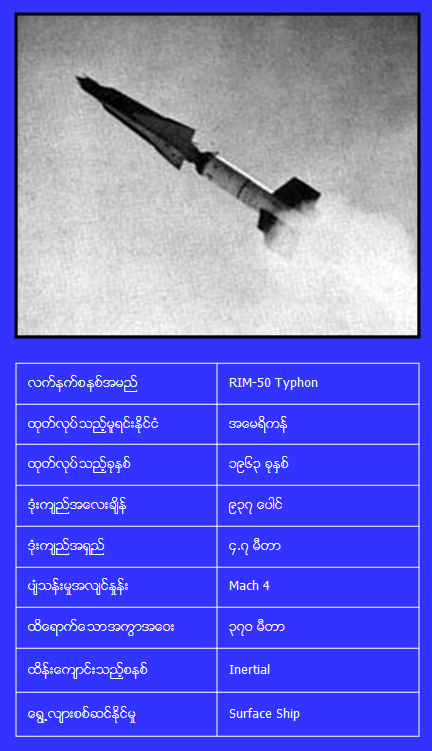 လက်နက်စနစ်အမည်
RIM-50 Typhon
ထုတ်လုပ်သည့်မူရင်းနိုင်ငံ
အမေရိကန်
ထုတ်လုပ်သည့်ခုနှစ်
၁၉၆၃ ခုနှစ်
ဒုံးကျည်အလေးချိန်
၉၃၇ ပေါင်
ဒုံးကျည်အရှည်
၄.၇ မီတာ
ပျံသန်းမှုအလျင်နှုန်း
Mach 4
ထိရောက်သောအကွာအဝေး
၃၇၀ မီတာ
ထိန်းကျောင်းသည့်စနစ်
Inertial
ရွေ့လျားစစ်ဆင်နိုင်မှု
Surface Ship